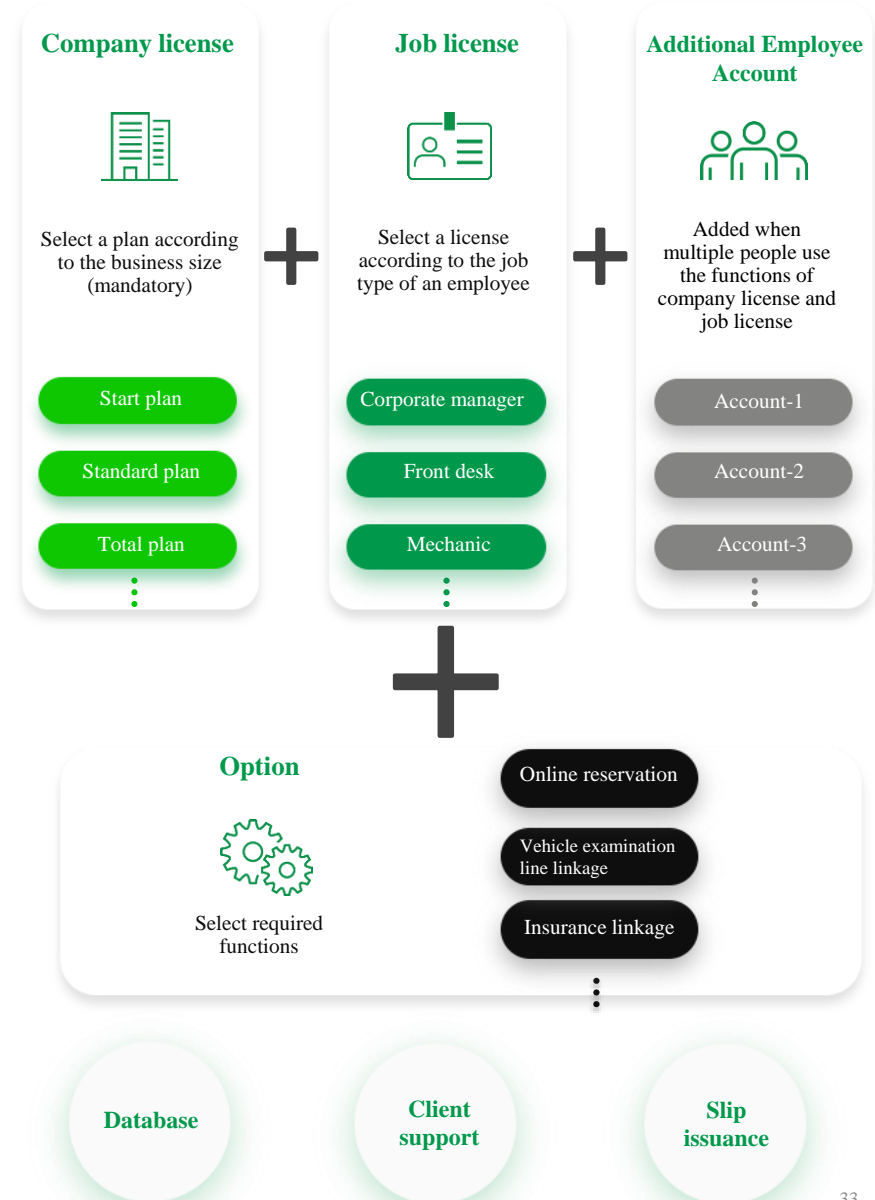 Company license
Select a plan according
to the business size
(mandatory)
Start plan
Standard plan
Total plan
Job license
Select a license
according to the job
type of an employee
Corporate manager
Front desk
Mechanic
Additional Employee
Account
Added when
multiple people use
the functions of
company license and
job license
Account-1
Account-2
Account-3
Option
Select required
functions
Online reservation
Vehicle examination
line linkage
Insurance linkage
Database
Client
support
Slip
issuance
33